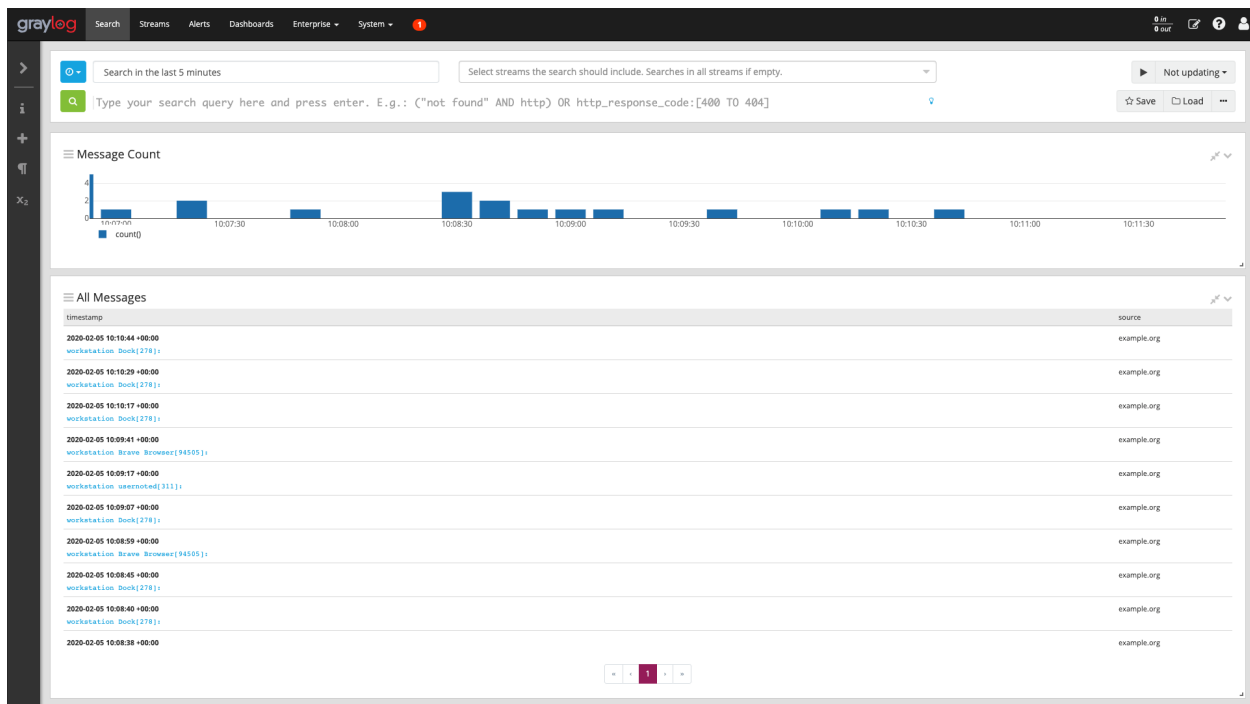 graylog Search Streams Alerts Dashboards Enterprise System 1 0 in
0 out
Search in the last 5 minutes Select streams the search should include. Searches in all streams if empty. Not updating
Type your search query here and press enter. E.g.: ("not found" AND http) OR http_response_code:[400 TO 404] Save Load
Message Count
4
2
0
10:07:00 10:07:30 10:08:00 10:08:30 10:09:00 10:09:30 10:10:00 10:10:30 10:11:00 10:11:30
count()
All Messages
timestamp source
2020-02-05 10:10:44 +00:00 example.org
workstation Dock[278]:
2020-02-05 10:10:29 +00:00 example.org
workstation Dock[278]:
2020-02-05 10:10:17 +00:00 example.org
workstation Dock[278]:
2020-02-05 10:09:41 +00:00 example.org
workstation Brave Browser[94505]:
2020-02-05 10:09:17 +00:00 example.org
workstation usernoted[311]:
2020-02-05 10:09:07 +00:00 example.org
workstation Dock[278]:
2020-02-05 10:08:59 +00:00 example.org
workstation Brave Browser[94505]:
2020-02-05 10:08:45 +00:00 example.org
workstation Dock[278]:
2020-02-05 10:08:40 +00:00 example.org
workstation Dock[278]:
2020-02-05 10:08:38 +00:00 example.org
« ‹ 1 › »